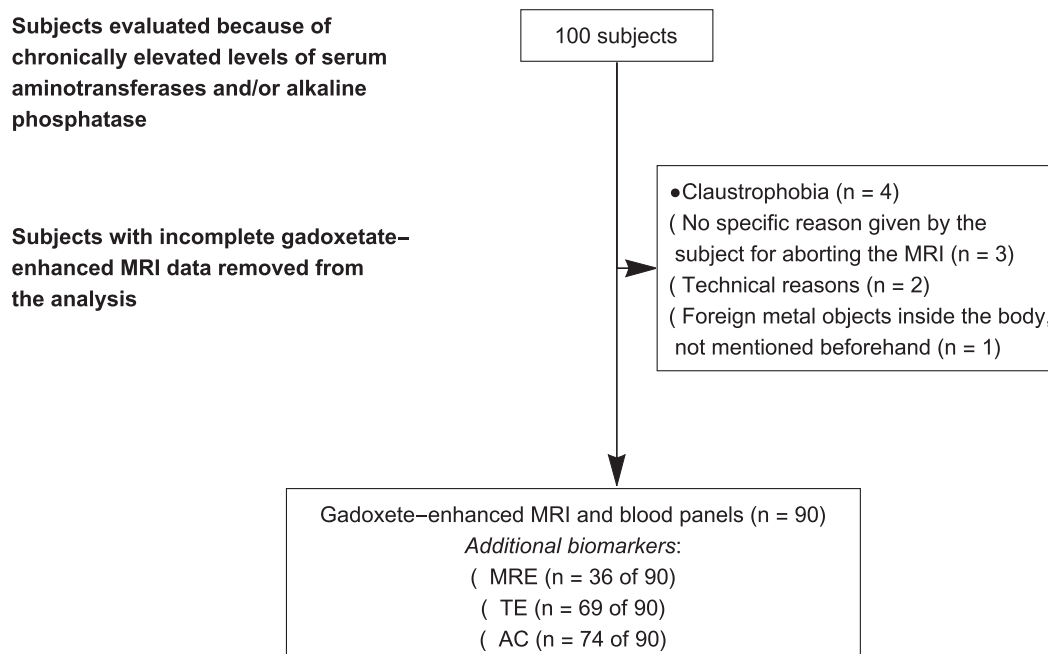 Subjects evaluated because of
chronically elevated levels of serum
aminotransferases and/or alkaline
phosphatase
100 subjects
Subjects with incomplete gadoxetate–
enhanced MRI data removed from
the analysis
●Claustrophobia (n = 4)
( No specific reason given by the
subject for aborting the MRI (n = 3)
( Technical reasons (n = 2)
( Foreign metal objects inside the body,
not mentioned beforehand (n = 1)
Gadoxete–enhanced MRI and blood panels (n = 90)
Additional biomarkers:
( MRE (n = 36 of 90)
( TE (n = 69 of 90)
( AC (n = 74 of 90)